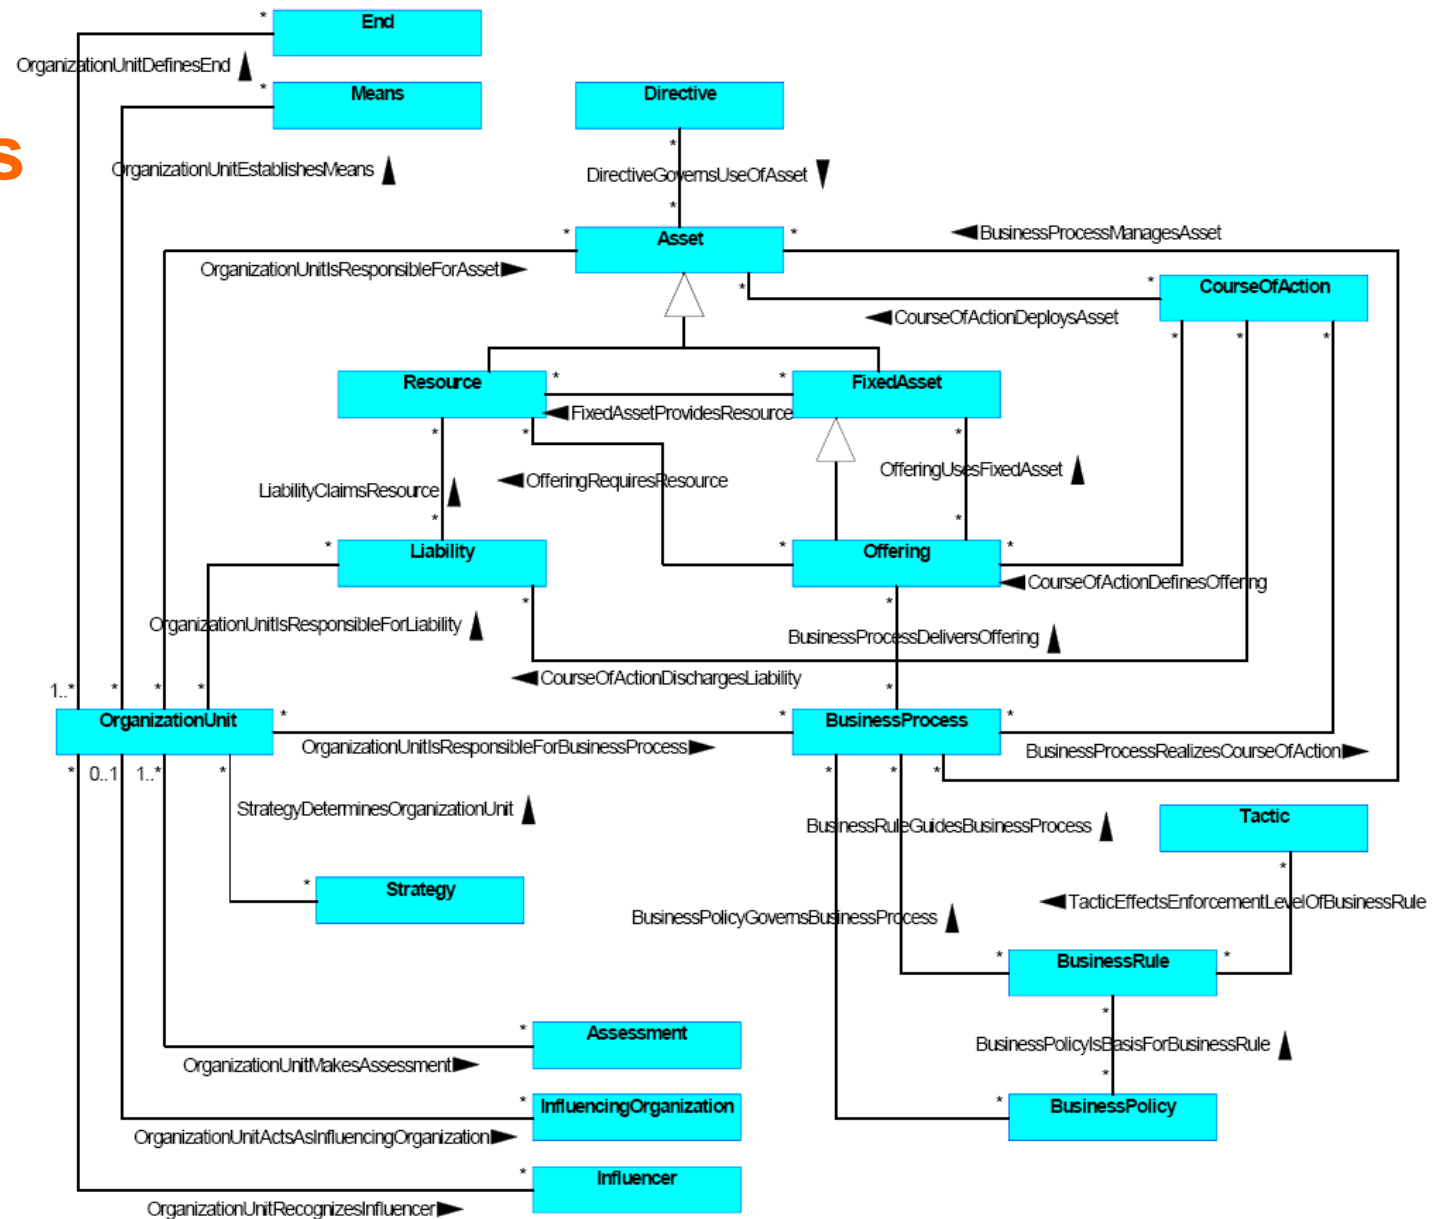 End
OrganizationUnitDefinesEnd
Means
Directive
s
OrganizationUnitEstablishesMeans
DirectiveGovernsUseOfAsset
Asset
BusinessProcessManagesAsset
OrganizationUnitIsResponsibleForAsset
CourseOfAction
CourseOfActionDeploysAsset
Resource
FixedAsset
FixedAssetProvidesResource
OfferingUsesFixedAsset
OfferingRequiresResource
LiabilityClaimsResource
Liability
Offering
CourseOfActionDefinesOffering
OrganizationUnitIsResponsibleForLiability
BusinessProcessDeliversOffering
CourseOfActionDischargesLiability
1..* * * *
OrganizationUnit
BusinessProcess
OrganizationUnitIsResponsibleForBusinessProcess
BusinessProcessRealizesCourseOfAction
* 0..1 1..* *
StrategyDeterminesOrganizationUnit
Tactic
BusinessRuleGuidesBusinessProcess
Strategy
TacticEffectsEnforcementLevelOfBusinessRule
BusinessPolicyGovernsBusinessProcess
BusinessRule
Assessment
BusinessPolicyIsBasisForBusinessRule
OrganizationUnitMakesAssessment
InfluencingOrganization
BusinessPolicy
OrganizationUnitActsAsInfluencingOrganization
Influencer
OrganizationUnitRecognizesInfluencer